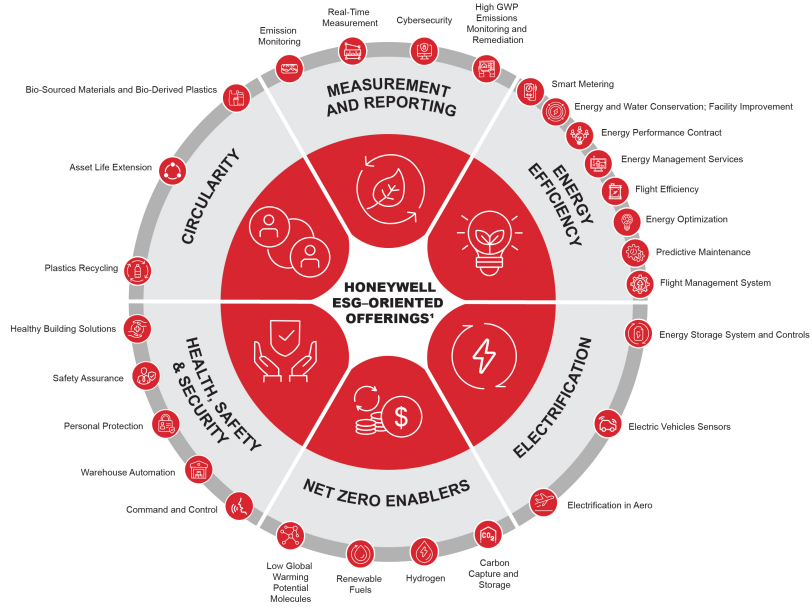 HONEYWELL
ESG–ORIENTED
OFFERINGS¹
MEASUREMENT
AND REPORTING
Emission
Monitoring
Real-Time
Measurement
Cybersecurity
High GWP
Emissions
Monitoring and
Remediation
ENERGY
EFFICIENCY
Smart Metering
Energy and Water Conservation; Facility Improvement
Energy Performance Contract
Energy Management Services
Flight Efficiency
Energy Optimization
Predictive Maintenance
Flight Management System
ELECTRIFICATION
Energy Storage System and Controls
Electric Vehicles Sensors
Electrification in Aero
NET ZERO ENABLERS
$
CO₂
Carbon
Capture and
Storage
Hydrogen
Renewable
Fuels
Low Global
Warming
Potential
Molecules
HEALTH, SAFETY
& SECURITY
Command and Control
Warehouse Automation
Personal Protection
Safety Assurance
Healthy Building Solutions
CIRCULARITY
Plastics Recycling
Asset Life Extension
Bio-Sourced Materials and Bio-Derived Plastics